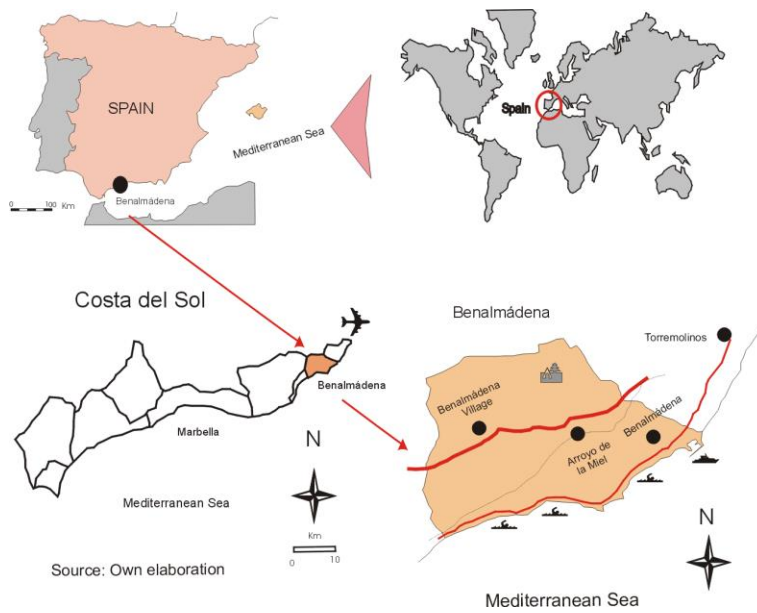 SPAIN
Mediterranean Sea
Benalmádena
0 100 Km
Spain
Costa del Sol
Benalmádena
Marbella
N
Mediterranean Sea
Km
0 10
Source: Own elaboration
Benalmádena
Torremolinos
Benalmádena
Village
Arroyo de
la Miel
Benalmádena
N
Mediterranean Sea